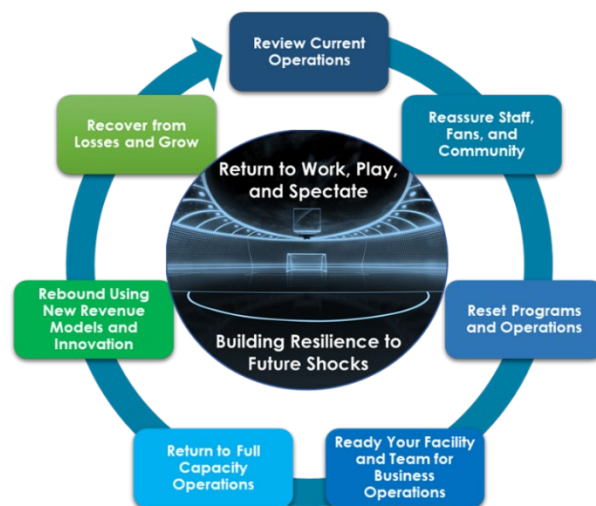 Review Current
Operations
Reassure Staff,
Fans, and
Community
Reset Programs
and Operations
Ready Your Facility
and Team for
Business
Operations
Return to Full
Capacity
Operations
Rebound Using
New Revenue
Models and
Innovation
Recover from
Losses and Grow
Return to Work, Play,
and Spectate
Building Resilience to
Future Shocks